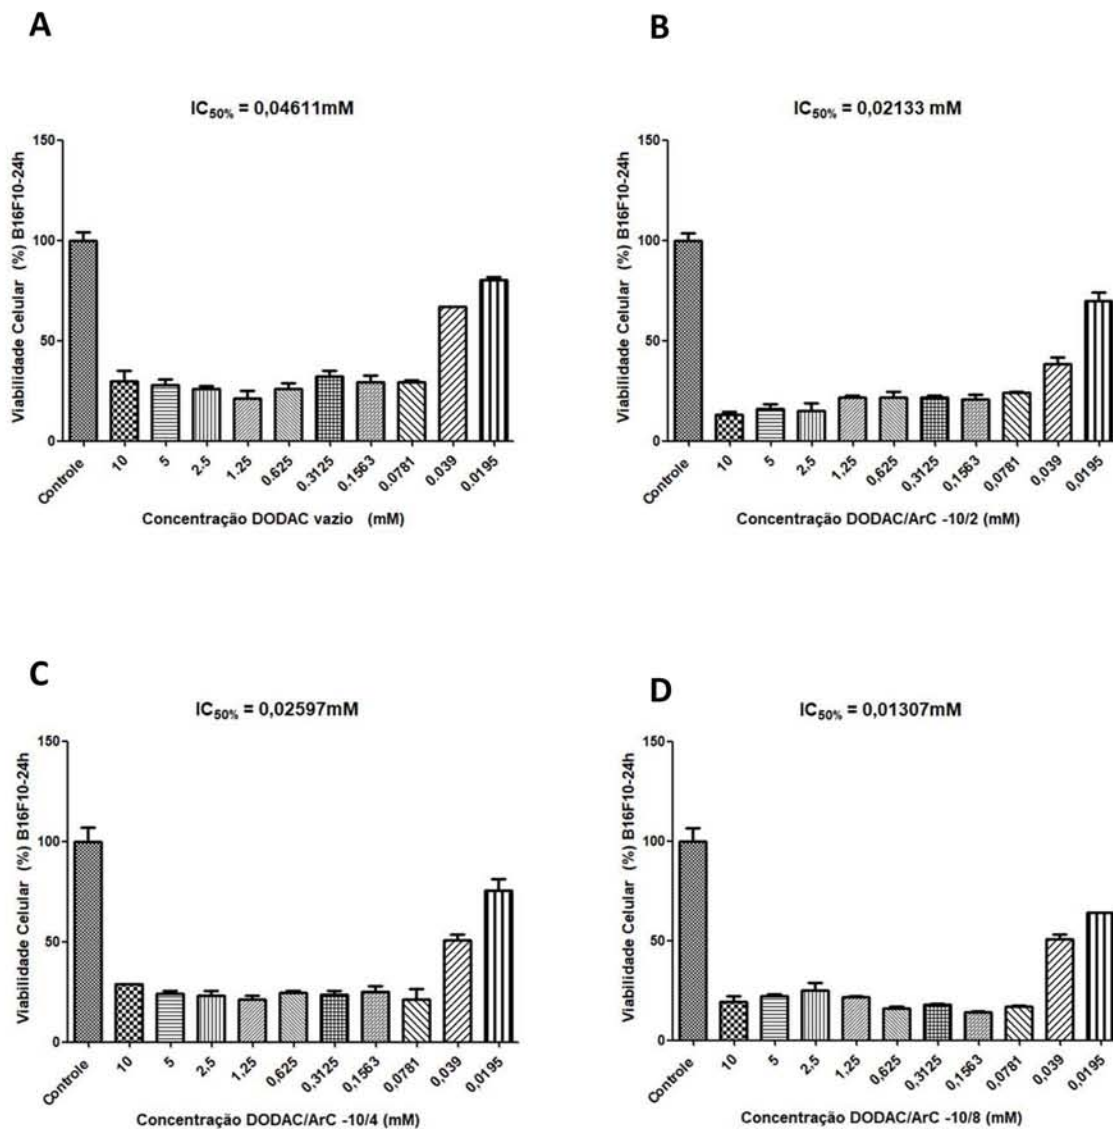 A
IC50% = 0,04611mM
Viabilidade Celular (%) B16F10-24h
150
100
50
0
Controle
10
5
2.5
1.25
0.625
0.3125
0.1563
0.0781
0.039
0.0195
Concentração DODAC vazio (mM)
B
IC50% = 0,02133 mM
Viabilidade Celular (%) B16F10-24h
150
100
50
0
Controle
10
5
2,5
1,25
0,625
0,3125
0,1563
0,0781
0,039
0,0195
Concentração DODAC/ArC -10/2 (mM)
C
IC50% = 0,02597mM
Viabilidade Celular (%) B16F10-24h
150
100
50
0
Controle
10
5
2,5
1.25
0,625
0,3125
0,1563
0,0781
0,039
0,0195
Concentração DODAC/ArC -10/4 (mM)
D
IC50% = 0,01307mM
Viabilidade Celular (%) B16F10-24h
150
100
50
0
Controle
10
5
2.5
1.25
0,625
0,3125
0,1563
0,0781
0,039
0,0195
Concentração DODAC/ArC -10/8 (mM)